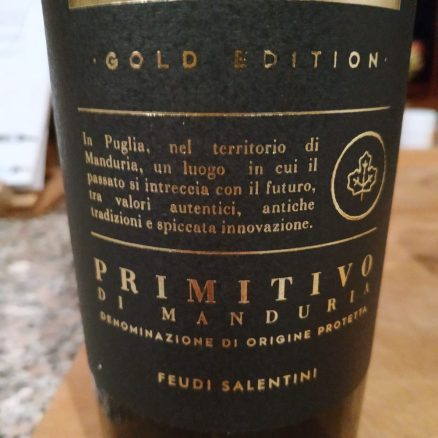 · GOLD EDITION ·
In Puglia, nel territorio di
Manduria, un luogo in cui il
passato si intreccia con il futuro,
tra valori autentici, antiche
tradizioni e spiccata innovazione.
PRIMITIVO
DI MANDURIA
DENOMINAZIONE DI ORIGINE PROTETTA
FEUDI SALENTINI